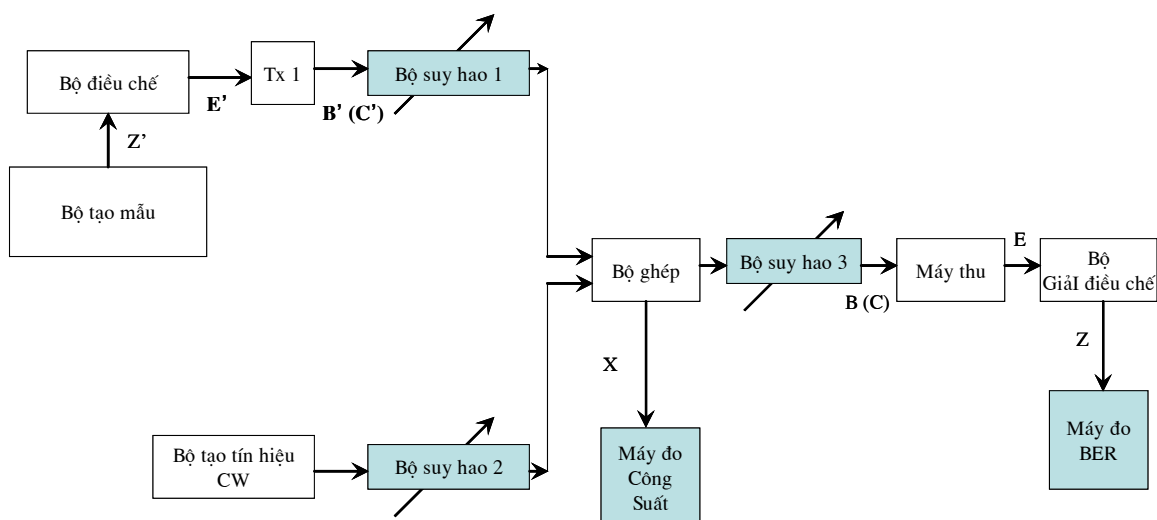 Bộ điều chế
E’
Tx 1
B’ (C’)
Bộ suy hao 1
Z’
Bộ tạo mẫu
Bộ ghép
Bộ suy hao 3
B (C)
Máy thu
E
Bộ
GiảI điều chế
X
Z
Bộ tạo tín hiệu
CW
Bộ suy hao 2
Máy đo
Công
Suất
Máy đo
BER